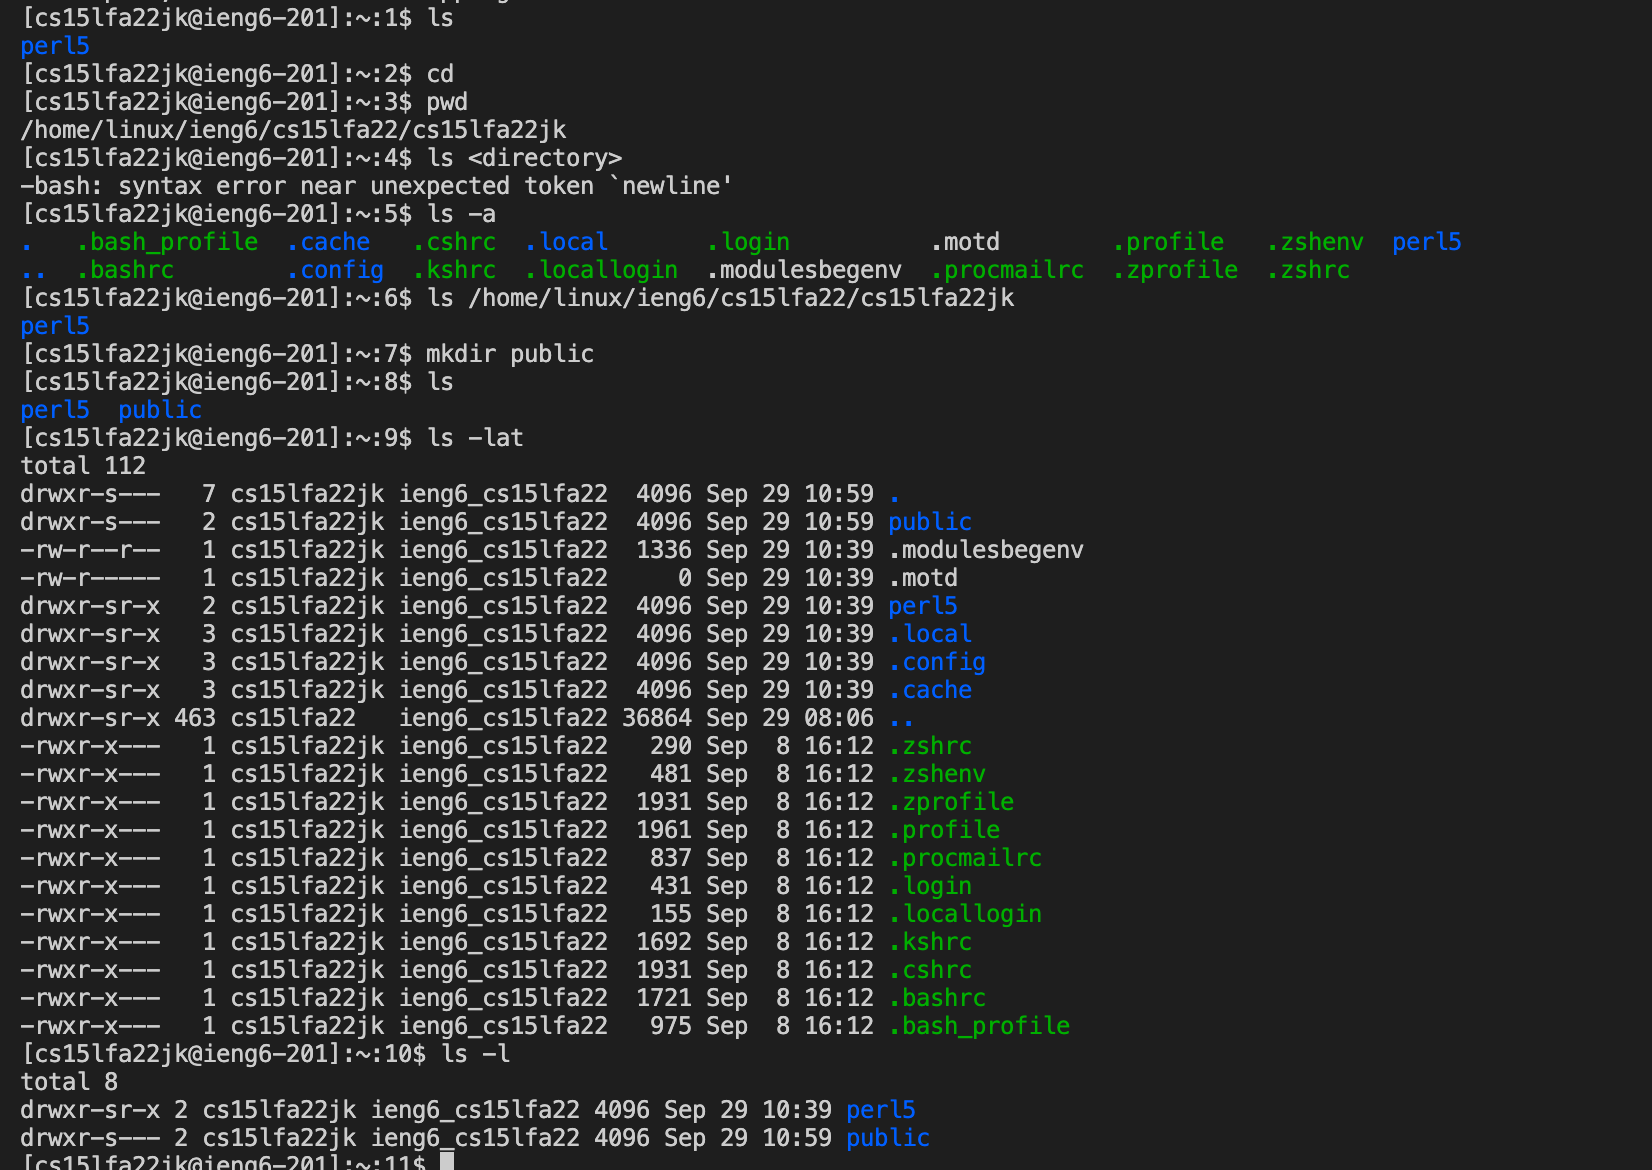 [cs15lfa22jk@ieng6-201]:~:1$ ls
perl5
[cs15lfa22jk@ieng6-201]:~:2$ cd
[cs15lfa22jk@ieng6-201]:~:3$ pwd
/home/linux/ieng6/cs15lfa22/cs15lfa22jk
[cs15lfa22jk@ieng6-201]:~:4$ ls <directory>
-bash: syntax error near unexpected token `newline'
[cs15lfa22jk@ieng6-201]:~:5$ ls -a
.   .bash_profile  .cache   .cshrc  .local       .login          .motd        .profile   .zshenv  perl5
..  .bashrc        .config  .kshrc  .locallogin  .modulesbegenv  .procmailrc  .zprofile  .zshrc
[cs15lfa22jk@ieng6-201]:~:6$ ls /home/linux/ieng6/cs15lfa22/cs15lfa22jk
perl5
[cs15lfa22jk@ieng6-201]:~:7$ mkdir public
[cs15lfa22jk@ieng6-201]:~:8$ ls
perl5  public
[cs15lfa22jk@ieng6-201]:~:9$ ls -lat
total 112
drwxr-s---   7 cs15lfa22jk ieng6_cs15lfa22  4096 Sep 29 10:59 .
drwxr-s---   2 cs15lfa22jk ieng6_cs15lfa22  4096 Sep 29 10:59 public
-rw-r--r--   1 cs15lfa22jk ieng6_cs15lfa22  1336 Sep 29 10:39 .modulesbegenv
-rw-r-----   1 cs15lfa22jk ieng6_cs15lfa22     0 Sep 29 10:39 .motd
drwxr-sr-x   2 cs15lfa22jk ieng6_cs15lfa22  4096 Sep 29 10:39 perl5
drwxr-sr-x   3 cs15lfa22jk ieng6_cs15lfa22  4096 Sep 29 10:39 .local
drwxr-sr-x   3 cs15lfa22jk ieng6_cs15lfa22  4096 Sep 29 10:39 .config
drwxr-sr-x   3 cs15lfa22jk ieng6_cs15lfa22  4096 Sep 29 10:39 .cache
drwxr-sr-x 463 cs15lfa22   ieng6_cs15lfa22 36864 Sep 29 08:06 ..
-rwxr-x---   1 cs15lfa22jk ieng6_cs15lfa22   290 Sep  8 16:12 .zshrc
-rwxr-x---   1 cs15lfa22jk ieng6_cs15lfa22   481 Sep  8 16:12 .zshenv
-rwxr-x---   1 cs15lfa22jk ieng6_cs15lfa22  1931 Sep  8 16:12 .zprofile
-rwxr-x---   1 cs15lfa22jk ieng6_cs15lfa22  1961 Sep  8 16:12 .profile
-rwxr-x---   1 cs15lfa22jk ieng6_cs15lfa22   837 Sep  8 16:12 .procmailrc
-rwxr-x---   1 cs15lfa22jk ieng6_cs15lfa22   431 Sep  8 16:12 .login
-rwxr-x---   1 cs15lfa22jk ieng6_cs15lfa22   155 Sep  8 16:12 .locallogin
-rwxr-x---   1 cs15lfa22jk ieng6_cs15lfa22  1692 Sep  8 16:12 .kshrc
-rwxr-x---   1 cs15lfa22jk ieng6_cs15lfa22  1931 Sep  8 16:12 .cshrc
-rwxr-x---   1 cs15lfa22jk ieng6_cs15lfa22  1721 Sep  8 16:12 .bashrc
-rwxr-x---   1 cs15lfa22jk ieng6_cs15lfa22   975 Sep  8 16:12 .bash_profile
[cs15lfa22jk@ieng6-201]:~:10$ ls -l
total 8
drwxr-sr-x 2 cs15lfa22jk ieng6_cs15lfa22 4096 Sep 29 10:39 perl5
drwxr-s--- 2 cs15lfa22jk ieng6_cs15lfa22 4096 Sep 29 10:59 public
[cs15lfa22jk@ieng6-201]:~:11$